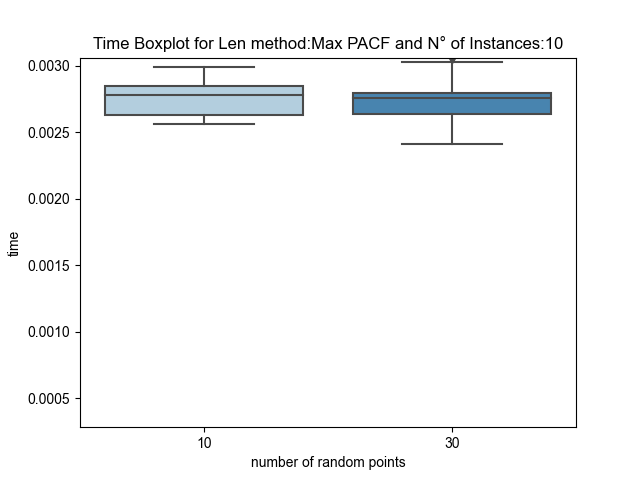 Time Boxplot for Len method:Max PACF and N° of Instances:10
0.0030
0.0025
0.0020
0.0015
0.0010
0.0005
time
10
30
number of random points